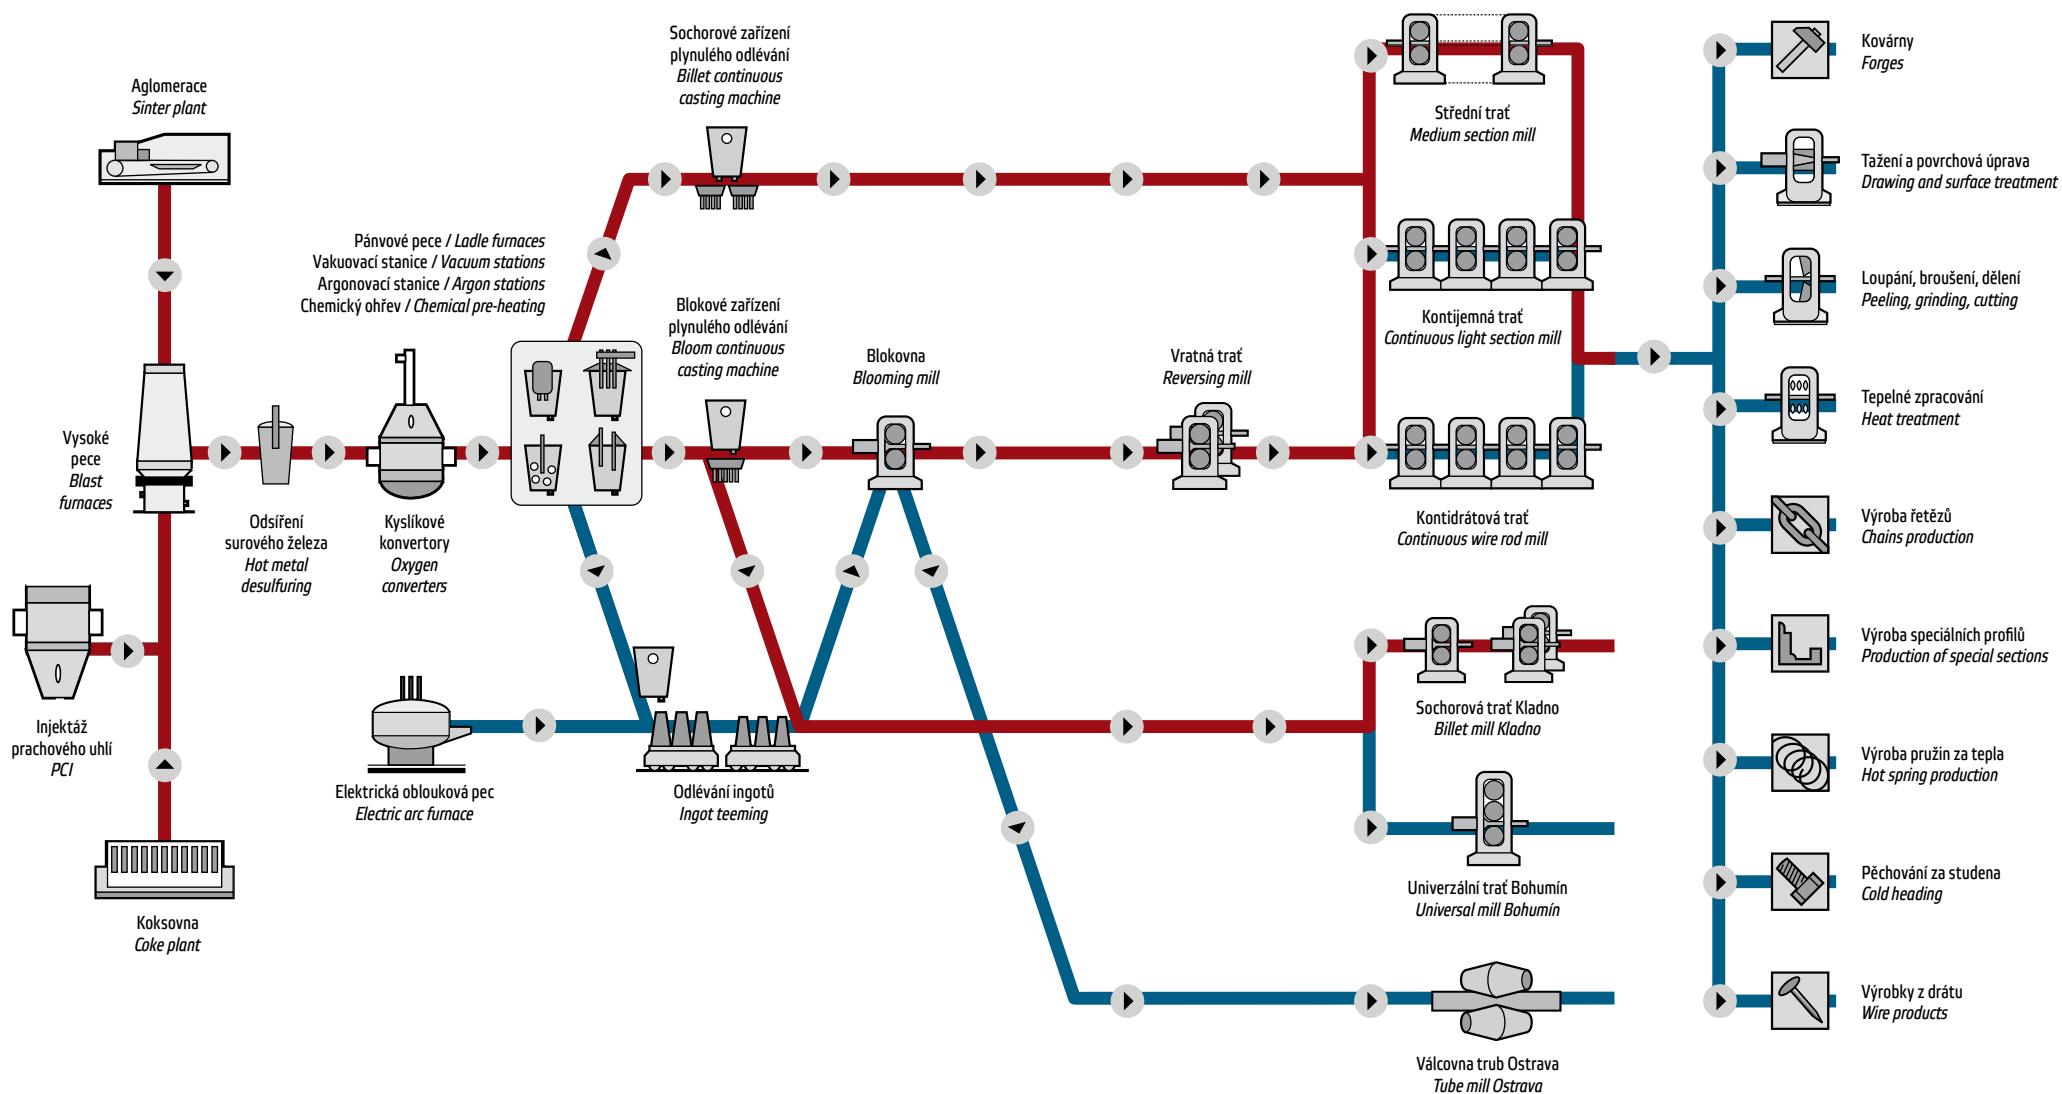 Aglomerace
Sinter plant
Vysoké
pece
Blast
furnaces
Injektáž
prachového uhlí
PCI
Koksovna
Coke plant
Odsíření
surového železa
Hot metal
desulfuring
Kyslíkové
konvertory
Oxygen
converters
Pánvové pece / Ladle furnaces
Vakuovací stanice / Vacuum stations
Argonovací stanice / Argon stations
Chemický ohřev / Chemical pre-heating
Elektrická oblouková pec
Electric arc furnace
Sochorové zařízení
plynulého odlévání
Billet continuous
casting machine
Blokové zařízení
plynulého odlévání
Bloom continuous
casting machine
Odlévání ingotů
Ingot teeming
Blokovna
Blooming mill
Vratná trať
Reversing mill
Střední trať
Medium section mill
Kontijemná trať
Continuous light section mill
Kontidrátová trať
Continuous wire rod mill
Sochorová trať Kladno
Billet mill Kladno
Univerzální trať Bohumín
Universal mill Bohumín
Válcovna trub Ostrava
Tube mill Ostrava
Kovárny
Forges
Tažení a povrchová úprava
Drawing and surface treatment
Loupání, broušení, dělení
Peeling, grinding, cutting
Tepelné zpracování
Heat treatment
Výroba řetězů
Chains production
Výroba speciálních profilů
Production of special sections
Výroba pružin za tepla
Hot spring production
Pěchování za studena
Cold heading
Výrobky z drátu
Wire products